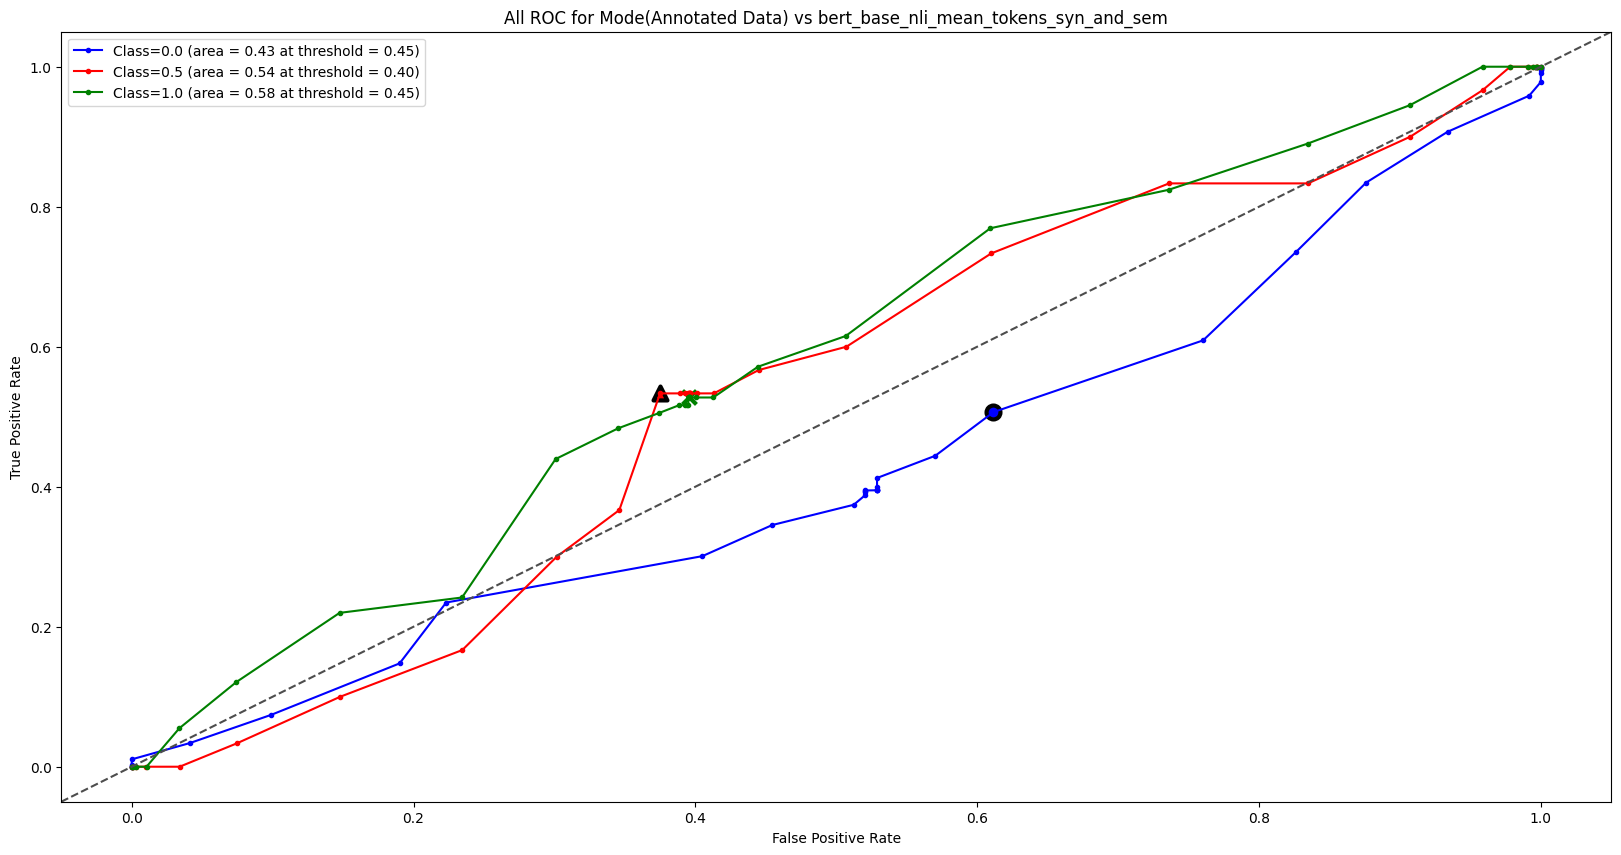 All ROC for Mode(Annotated Data) vs bert_base_nli_mean_tokens_syn_and_sem
Class=0.0 (area = 0.43 at threshold = 0.45)
Class=0.5 (area = 0.54 at threshold = 0.40)
Class=1.0 (area = 0.58 at threshold = 0.45)
True Positive Rate
1.0
0.8
0.6
0.4
0.2
0.0
0.0 0.2 0.4 0.6 0.8 1.0
False Positive Rate